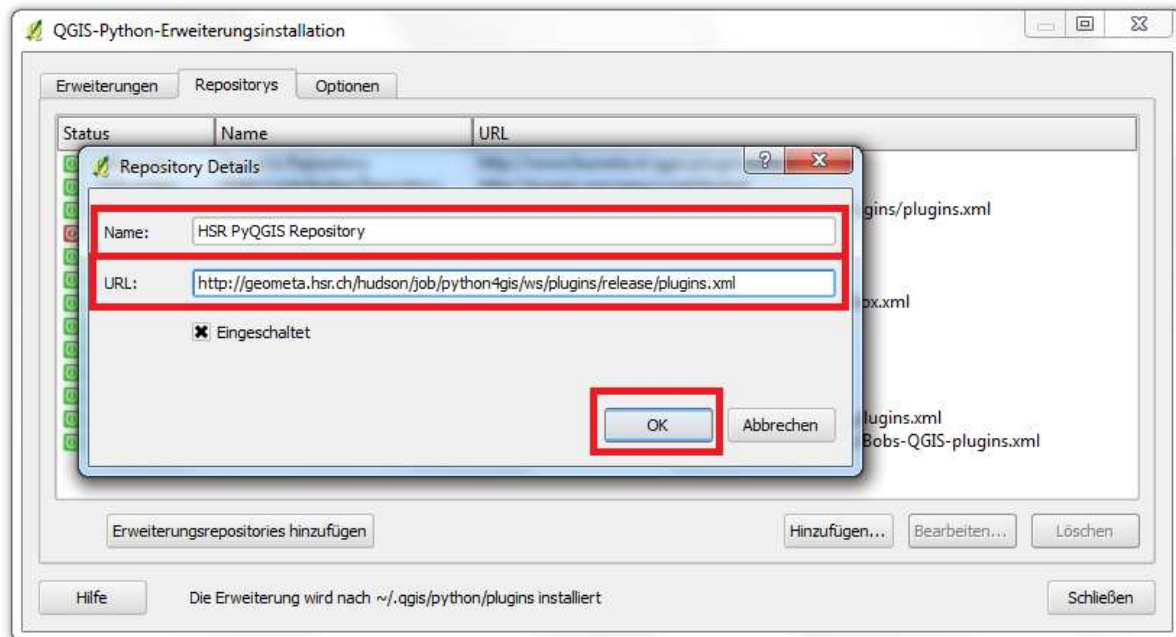 QGIS-Python-Erweiterungsinstallation
Erweiterungen Repositorys Optionen
Status Name URL
Repository Details
gins/plugins.xml
Name: HSR PyQGIS Repository
URL: http://geometa.hsr.ch/hudson/job/python4gis/ws/plugins/release/plugins.xml
ox.xml
Eingeschaltet
OK Abbrechen
lugins.xml
Bobs-QGIS-plugins.xml
Erweiterungsrepositories hinzufügen Hinzufügen... Bearbeiten... Löschen
Hilfe Die Erweiterung wird nach ~/.qgis/python/plugins installiert Schließen